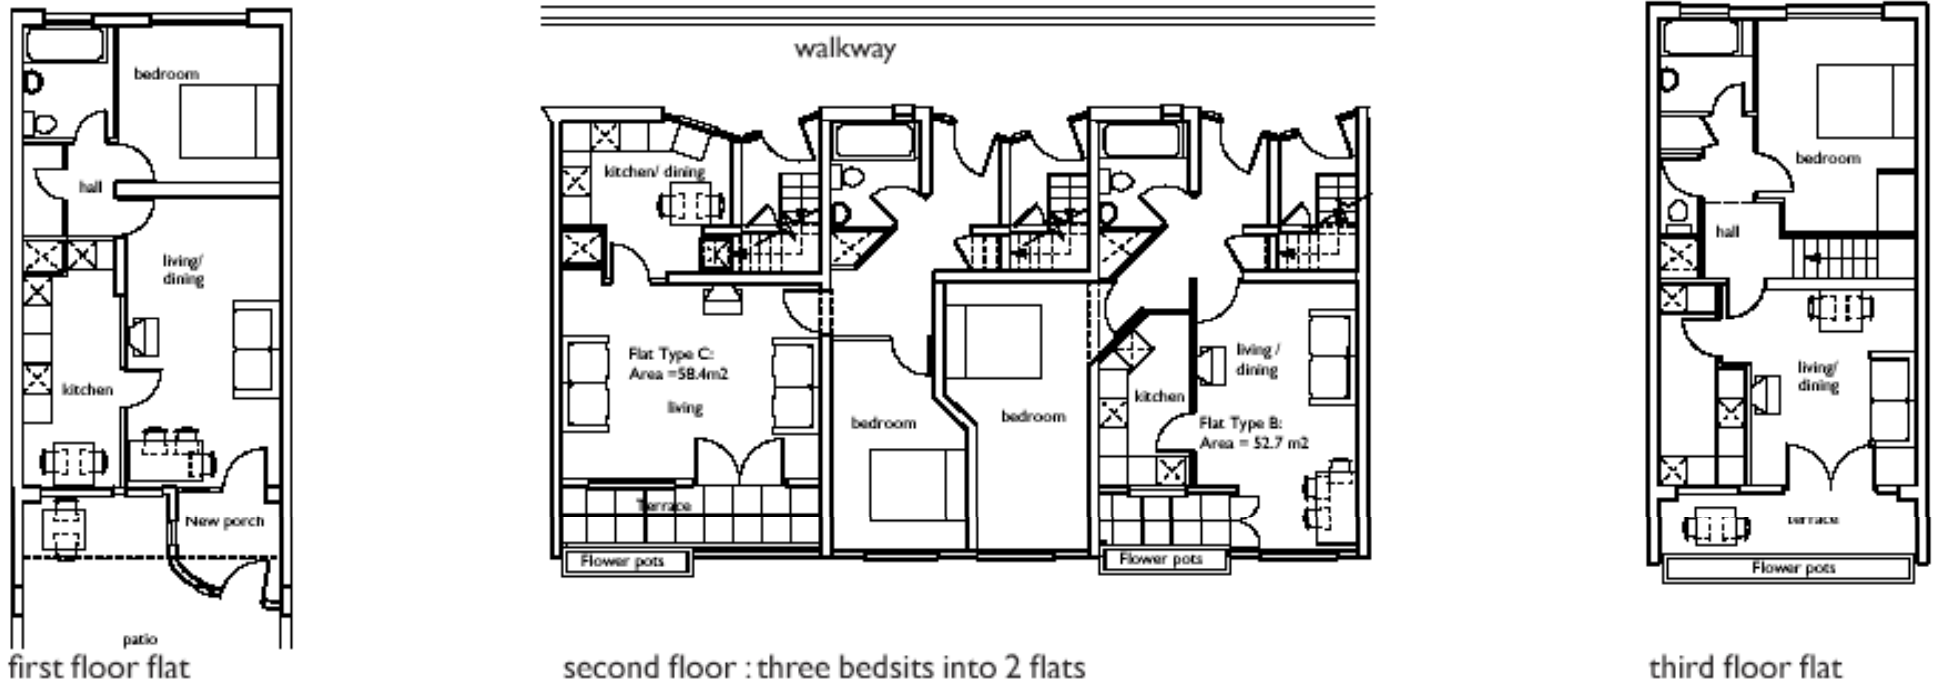 bedroom
hall
living/
dining
kitchen
New porch
patio
first floor flat
walkway
kitchen/ dining
Flat Type C:
Area =58.4m2
living
Terrace
Flower pots
bedroom
bedroom
kitchen
living /
dining
Flat Type B:
Area = 52.7 m2
Flower pots
second floor : three bedsits into 2 flats
bedroom
hall
living/
dining
terrace
Flower pots
third floor flat